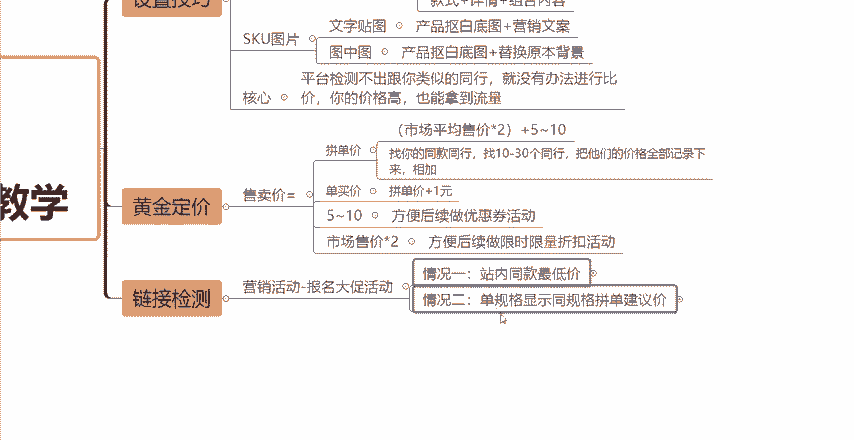 设置技巧
款式+详情+组合内容
SKU图片
文字贴图
产品抠白底图+营销文案
图中图
产品抠白底图+替换原本背景
核心
平台检测不出跟你类似的同行，就没有办法进行比
价，你的价格高，也能拿到流量
教学
黄金定价
售卖价=
拼单价
（市场平均售价*2）+5~10
找你的同款同行，找10-30个同行，把他们的价格全部记录下
来，相加
单买价
拼单价+1元
5~10
方便后续做优惠券活动
市场售价*2
方便后续做限时限量折扣活动
链接检测
营销活动-报名大促活动
情况一：站内同款最低价
情况二：单规格显示同规格拼单建议价